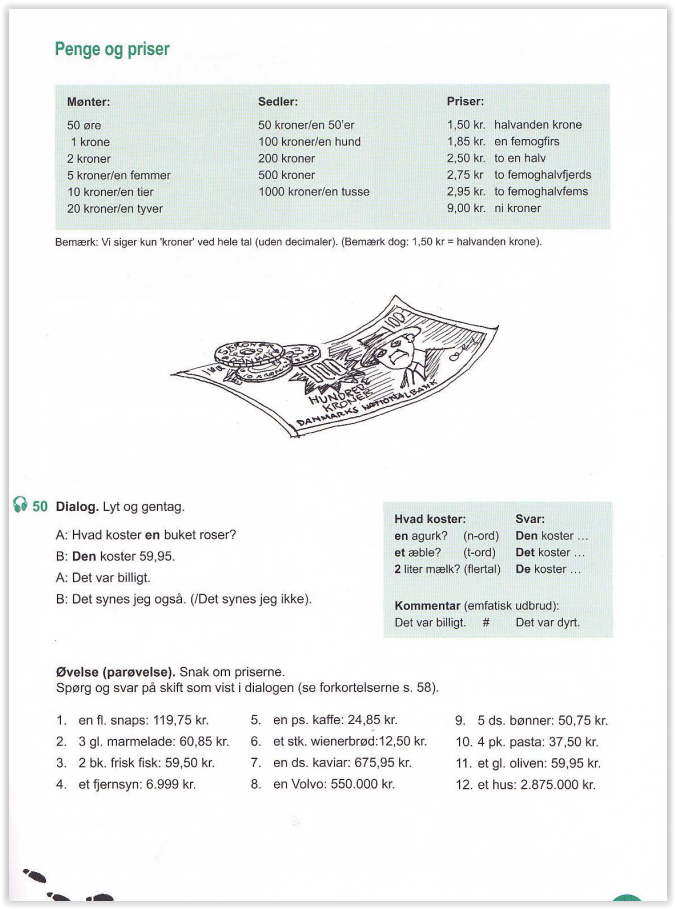 Penge og priser
Mønter:
50 øre
1 krone
2 kroner
5 kroner/en femmer
10 kroner/en tier
20 kroner/en tyver
Sedler:
50 kroner/en 50'er
100 kroner/en hund
200 kroner
500 kroner
1000 kroner/en tusse
Priser:
1,50 kr. halvanden krone
1,85 kr. en femogfirs
2,50 kr. to en halv
2,75 kr to femoghalvfjerds
2,95 kr. to femoghalvfems
9,00 kr. ni kroner
Bemærk: Vi siger kun 'kroner' ved hele tal (uden decimaler). (Bemærk dog: 1,50 kr = halvanden krone).
100
100
HUNDREDE
KRONER
DANMARKS NATIONALBANK
50 Dialog. Lyt og gentag.
A: Hvad koster en buket roser?
B: Den koster 59,95.
A: Det var billigt.
B: Det synes jeg også. (/Det synes jeg ikke).
Hvad koster: Svar:
en agurk? (n-ord) Den koster ...
et æble? (t-ord) Det koster ...
2 liter mælk? (flertal) De koster ...
Kommentar (emfatisk udbrud):
Det var billigt. # Det var dyrt.
Øvelse (parøvelse). Snak om priserne.
Spørg og svar på skift som vist i dialogen (se forkortelserne s. 58).
1. en fl. snaps: 119,75 kr.
2. 3 gl. marmelade: 60,85 kr.
3. 2 bk. frisk fisk: 59,50 kr.
4. et fjernsyn: 6.999 kr.
5. en ps. kaffe: 24,85 kr.
6. et stk. wienerbrød:12,50 kr.
7. en ds. kaviar: 675,95 kr.
8. en Volvo: 550.000 kr.
9. 5 ds. bønner: 50,75 kr.
10. 4 pk. pasta: 37,50 kr.
11. et gl. oliven: 59,95 kr.
12. et hus: 2.875.000 kr.